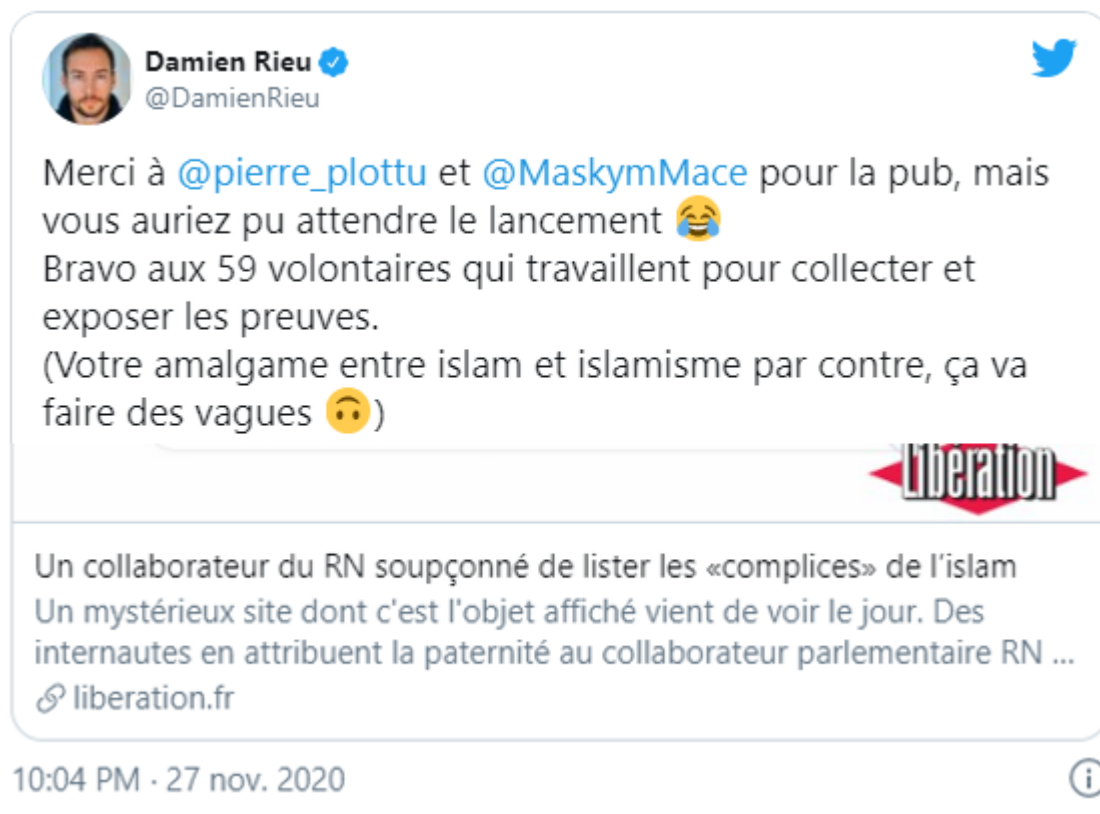 Damien Rieu
@DamienRieu
Merci à @pierre_plottu et @MaskymMace pour la pub, mais
vous auriez pu attendre le lancement 😂
Bravo aux 59 volontaires qui travaillent pour collecter et
exposer les preuves.
(Votre amalgame entre islam et islamisme par contre, ça va
faire des vagues 🙃)
Libération
Un collaborateur du RN soupçonné de lister les «complices» de l'islam
Un mystérieux site dont c'est l'objet affiché vient de voir le jour. Des
internautes en attribuent la paternité au collaborateur parlementaire RN ...
liberation.fr
10:04 PM · 27 nov. 2020